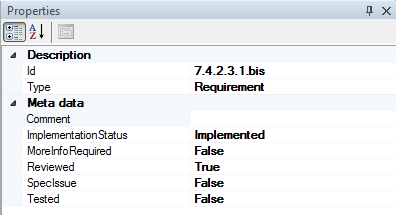 Properties
Description
Id 7.4.2.3.1.bis
Type Requirement
Meta data
Comment
ImplementationStatus Implemented
MoreInfoRequired False
Reviewed True
SpecIssue False
Tested False